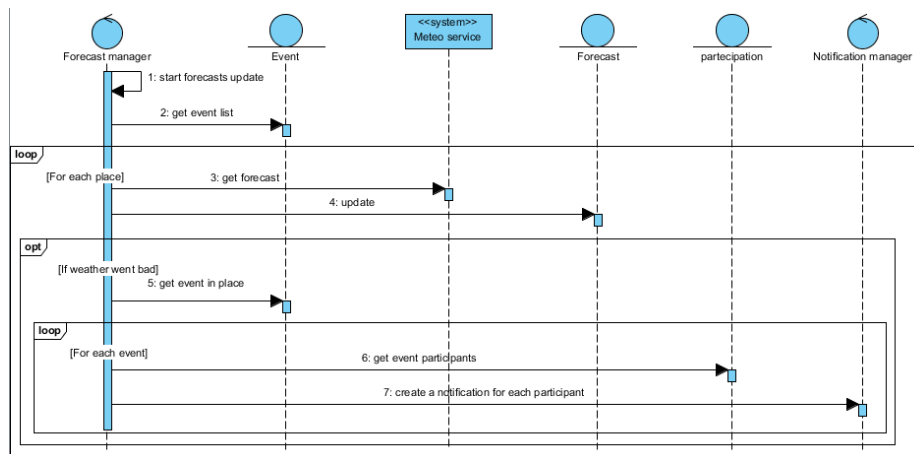 <<system>>
Meteo service
Forecast manager
Event
Forecast
partecipation
Notification manager
1: start forecasts update
2: get event list
loop
[For each place]
3: get forecast
4: update
opt
[If weather went bad]
5: get event in place
loop
[For each event]
6: get event participants
7: create a notification for each participant